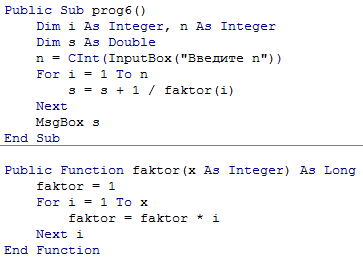 Public Sub prog6()
    Dim i As Integer, n As Integer
    Dim s As Double
    n = CInt(InputBox("Введите n"))
    For i = 1 To n
        s = s + 1 / faktor(i)
    Next
    MsgBox s
End Sub
Public Function faktor(x As Integer) As Long
    faktor = 1
    For i = 1 To x
        faktor = faktor * i
    Next i
End Function